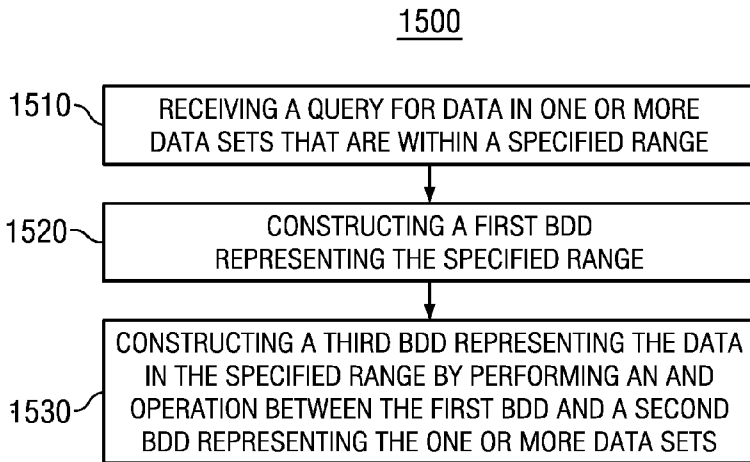 1500
1510
RECEIVING A QUERY FOR DATA IN ONE OR MORE
DATA SETS THAT ARE WITHIN A SPECIFIED RANGE
1520
CONSTRUCTING A FIRST BDD
REPRESENTING THE SPECIFIED RANGE
1530
CONSTRUCTING A THIRD BDD REPRESENTING THE DATA
IN THE SPECIFIED RANGE BY PERFORMING AN AND
OPERATION BETWEEN THE FIRST BDD AND A SECOND
BDD REPRESENTING THE ONE OR MORE DATA SETS